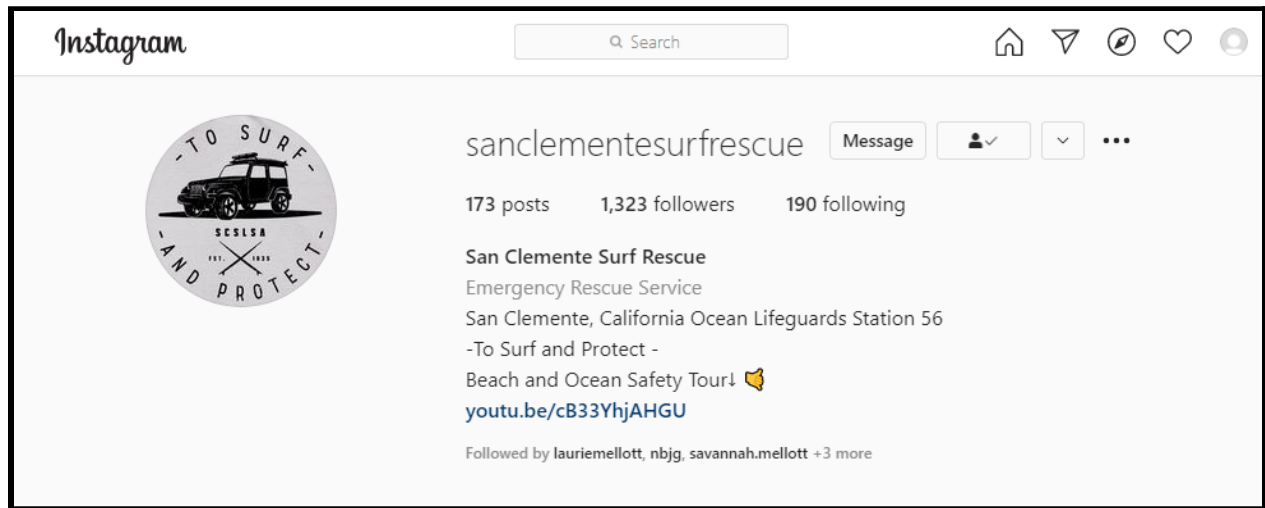 Instagram
Search
sanclementesurfrescue Message
173 posts 1,323 followers 190 following
-TO SURF-
SCSLSA
EST. 1935
-AND PROTECT-
San Clemente Surf Rescue
Emergency Rescue Service
San Clemente, California Ocean Lifeguards Station 56
-To Surf and Protect -
Beach and Ocean Safety Tour↓ 🤙
youtu.be/cB33YhjAHGU
Followed by lauriemellott, nbjg, savannah.mellott +3 more